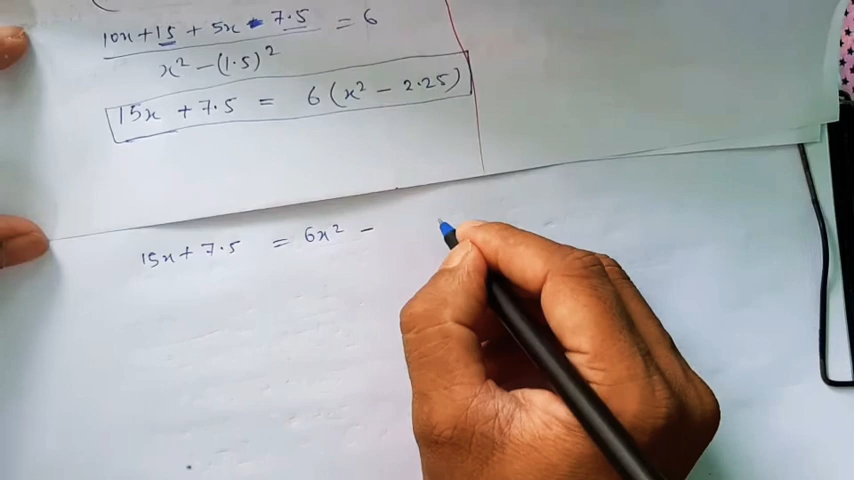 10x+15 + 5x - 7.5 = 6
x² - (1.5)²
15x + 7.5 = 6 (x² - 2.25)
15x + 7.5 = 6x² -